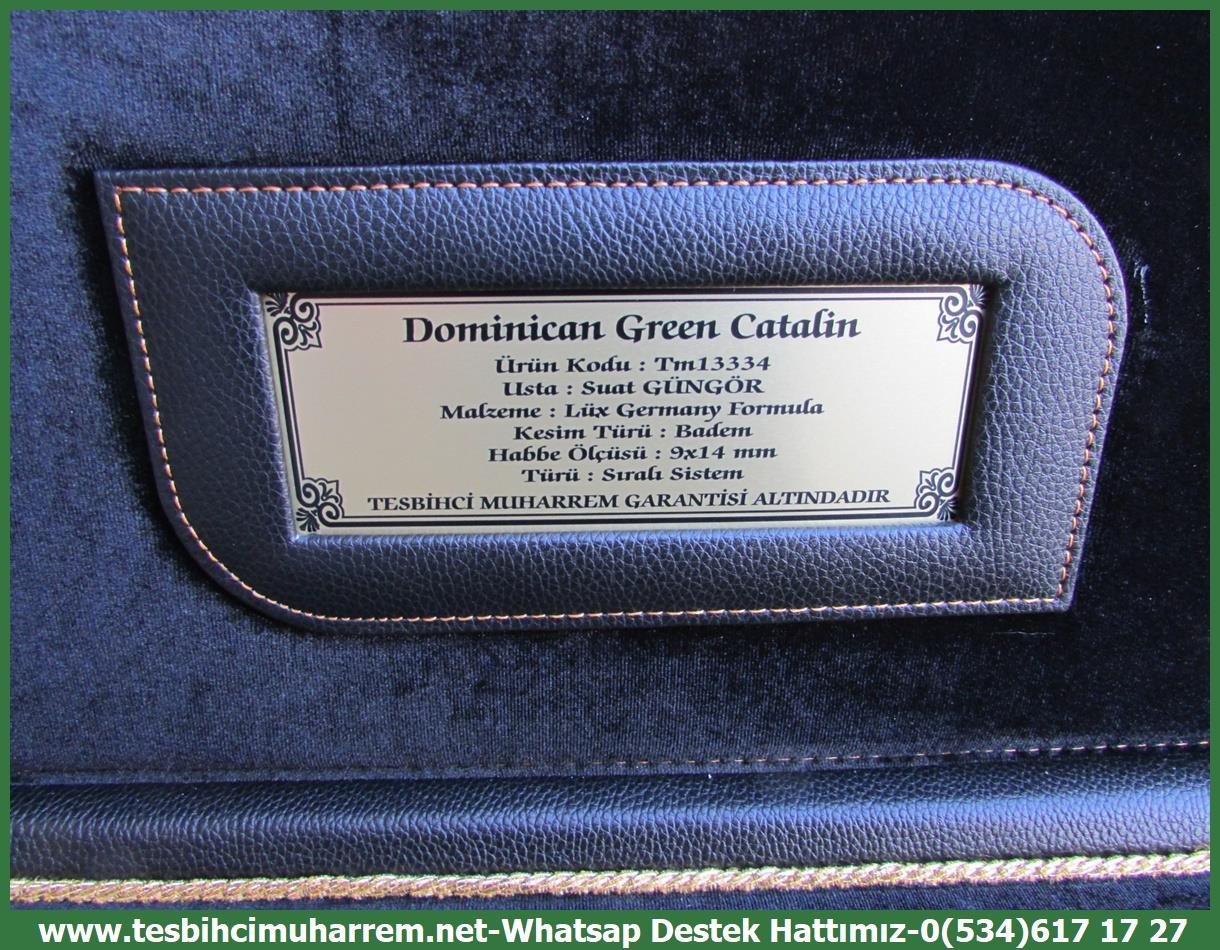 Dominican Green Catalin
Ürün Kodu : Tm13334
Usta : Suat GÜNGÖR
Malzeme : Lüx Germany Formula
Kesim Türü : Badem
Habbe Ölçüsü : 9x14 mm
Türü : Sıralı Sistem
TESBİHCİ MUHARREM GARANTİSİ ALTINDADIR
www.tesbihcimuharrem.net-Whatsap Destek Hattımız-0(534)617 17 27